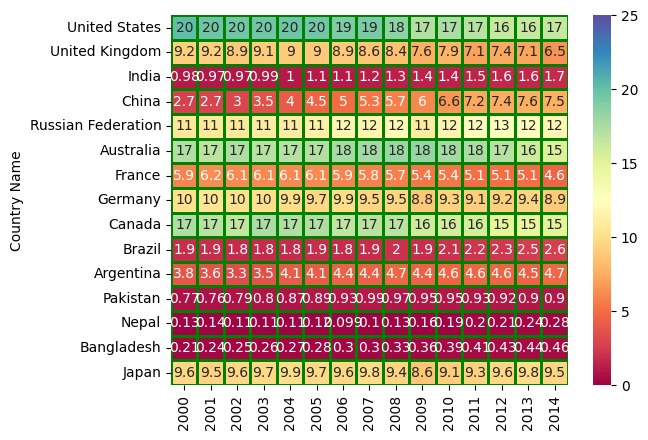 United States 20 20 20 20 20 20 19 19 18 17 17 17 16 16 17
United Kingdom 9.2 9.2 8.9 9.1 9 9 8.9 8.6 8.4 7.6 7.9 7.1 7.4 7.1 6.5
India 0.98 0.97 0.97 0.99 1 1.1 1.1 1.2 1.3 1.4 1.4 1.5 1.6 1.6 1.7
China 2.7 2.7 3 3.5 4 4.5 5 5.3 5.7 6 6.6 7.2 7.4 7.6 7.5
Russian Federation 11 11 11 11 11 11 12 12 12 11 12 12 13 12 12
Australia 17 17 17 17 17 17 18 18 18 18 18 18 17 16 15
France 5.9 6.2 6.1 6.1 6.1 6.1 5.9 5.8 5.7 5.4 5.4 5.1 5.1 5.1 4.6
Germany 10 10 10 10 9.9 9.7 9.9 9.5 9.5 8.8 9.3 9.1 9.2 9.4 8.9
Canada 17 17 17 17 17 17 17 17 17 16 16 16 15 15 15
Brazil 1.9 1.9 1.8 1.8 1.8 1.9 1.8 1.9 2 1.9 2.1 2.2 2.3 2.5 2.6
Argentina 3.8 3.6 3.3 3.5 4.1 4.1 4.4 4.4 4.7 4.4 4.6 4.6 4.6 4.5 4.7
Pakistan 0.77 0.76 0.79 0.8 0.87 0.89 0.93 0.99 0.97 0.95 0.95 0.93 0.92 0.9 0.9
Nepal 0.13 0.14 0.11 0.11 0.11 0.12 0.099 0.1 0.13 0.16 0.19 0.2 0.21 0.24 0.28
Bangladesh 0.21 0.24 0.25 0.26 0.27 0.28 0.3 0.3 0.33 0.36 0.39 0.41 0.43 0.44 0.46
Japan 9.6 9.5 9.6 9.7 9.9 9.7 9.6 9.8 9.4 8.6 9.1 9.3 9.6 9.8 9.5
2000 2001 2002 2003 2004 2005 2006 2007 2008 2009 2010 2011 2012 2013 2014
Country Name
25
20
15
10
5
0